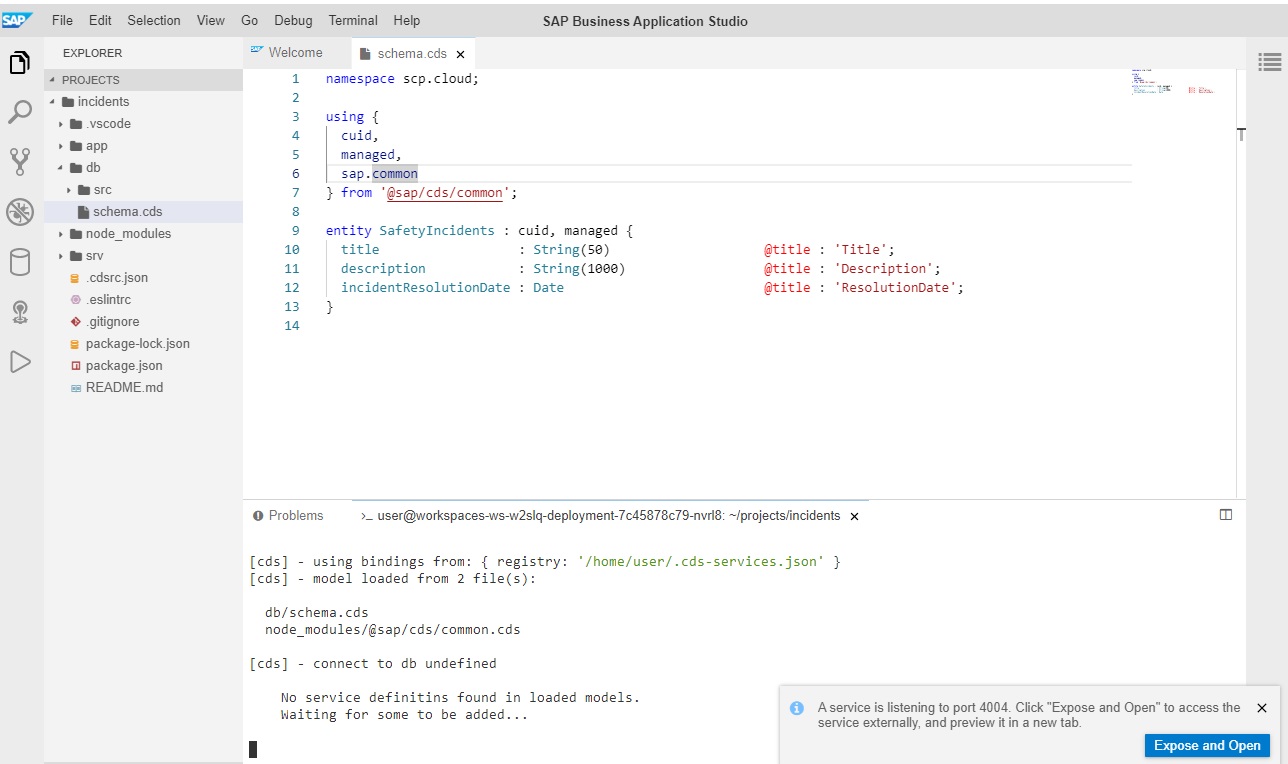 SAP File Edit Selection View Go Debug Terminal Help SAP Business Application Studio
EXPLORER
PROJECTS
incidents
.vscode
app
db
src
schema.cds
node_modules
srv
.cdsrc.json
.eslintrc
.gitignore
package-lock.json
package.json
README.md
Welcome schema.cds
1 namespace scp.cloud;
2
3 using {
4 cuid,
5 managed,
6 sap.common
7 } from '@sap/cds/common';
8
9 entity SafetyIncidents : cuid, managed {
10 title : String(50) @title : 'Title';
11 description : String(1000) @title : 'Description';
12 incidentResolutionDate : Date @title : 'ResolutionDate';
13 }
14
Problems >_ user@workspaces-ws-w2slq-deployment-7c45878c79-nvrl8: ~/projects/incidents
[cds] - using bindings from: { registry: '/home/user/.cds-services.json' }
[cds] - model loaded from 2 file(s):
db/schema.cds
node_modules/@sap/cds/common.cds
[cds] - connect to db undefined
No service definitins found in loaded models.
Waiting for some to be added...
A service is listening to port 4004. Click "Expose and Open" to access the
service externally, and preview it in a new tab.
Expose and Open